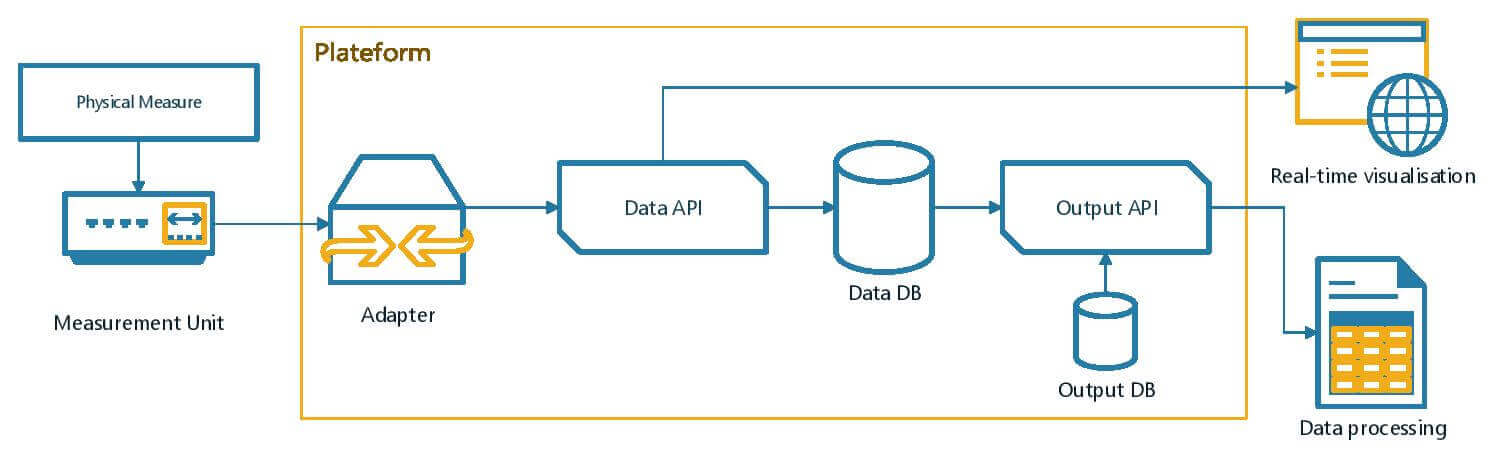 Plateform
Physical Measure
Data API
Output API
Real-time visualisation
Data DB
Adapter
Measurement Unit
Output DB
Data processing